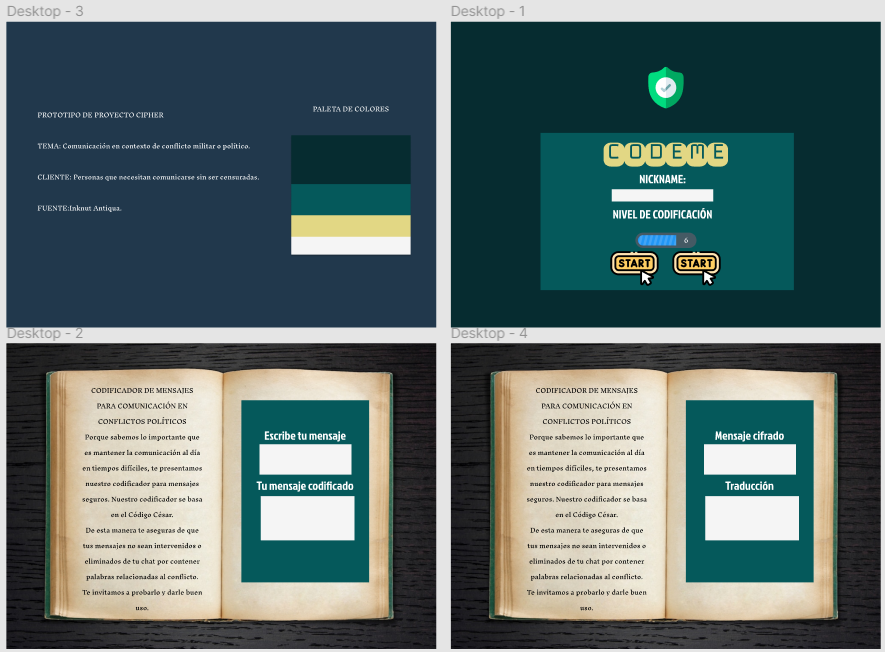 Desktop - 3
PROTOTIPO DE PROYECTO CIPHER
TEMA: Comunicación en contexto de conflicto militar o político.
CLIENTE: Personas que necesitan comunicarse sin ser censuradas.
FUENTE:Inknut Antiqua.
PALETA DE COLORES
Desktop - 1
CODEME
NICKNAME:
NIVEL DE CODIFICACIÓN
6
START START
Desktop - 2
CODIFICADOR DE MENSAJES
PARA COMUNICACIÓN EN
CONFLICTOS POLÍTICOS
Porque sabemos lo importante que
es mantener la comunicación al día
en tiempos difíciles, te presentamos
nuestro codificador para mensajes
seguros. Nuestro codificador se basa
en el Código César.
De esta manera te aseguras de que
tus mensajes no sean intervenidos o
eliminados de tu chat por contener
palabras relacionadas al conflicto.
Te invitamos a probarlo y darle buen
uso.
Escribe tu mensaje
Tu mensaje codificado
Desktop - 4
CODIFICADOR DE MENSAJES
PARA COMUNICACIÓN EN
CONFLICTOS POLÍTICOS
Porque sabemos lo importante que
es mantener la comunicación al día
en tiempos difíciles, te presentamos
nuestro codificador para mensajes
seguros. Nuestro codificador se basa
en el Código César.
De esta manera te aseguras de que
tus mensajes no sean intervenidos o
eliminados de tu chat por contener
palabras relacionadas al conflicto.
Te invitamos a probarlo y darle buen
uso.
Mensaje cifrado
Traducción